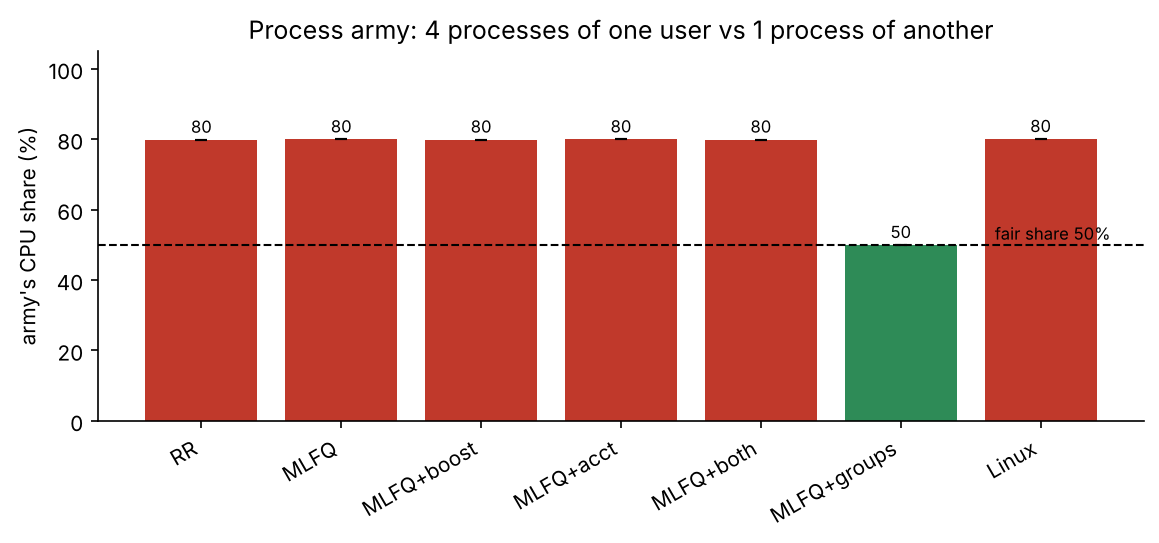 Process army: 4 processes of one user vs 1 process of another
army's CPU share (%)
100
80
60
40
20
0
80
80
80
80
80
50
80
fair share 50%
RR
MLFQ
MLFQ+boost
MLFQ+acct
MLFQ+both
MLFQ+groups
Linux